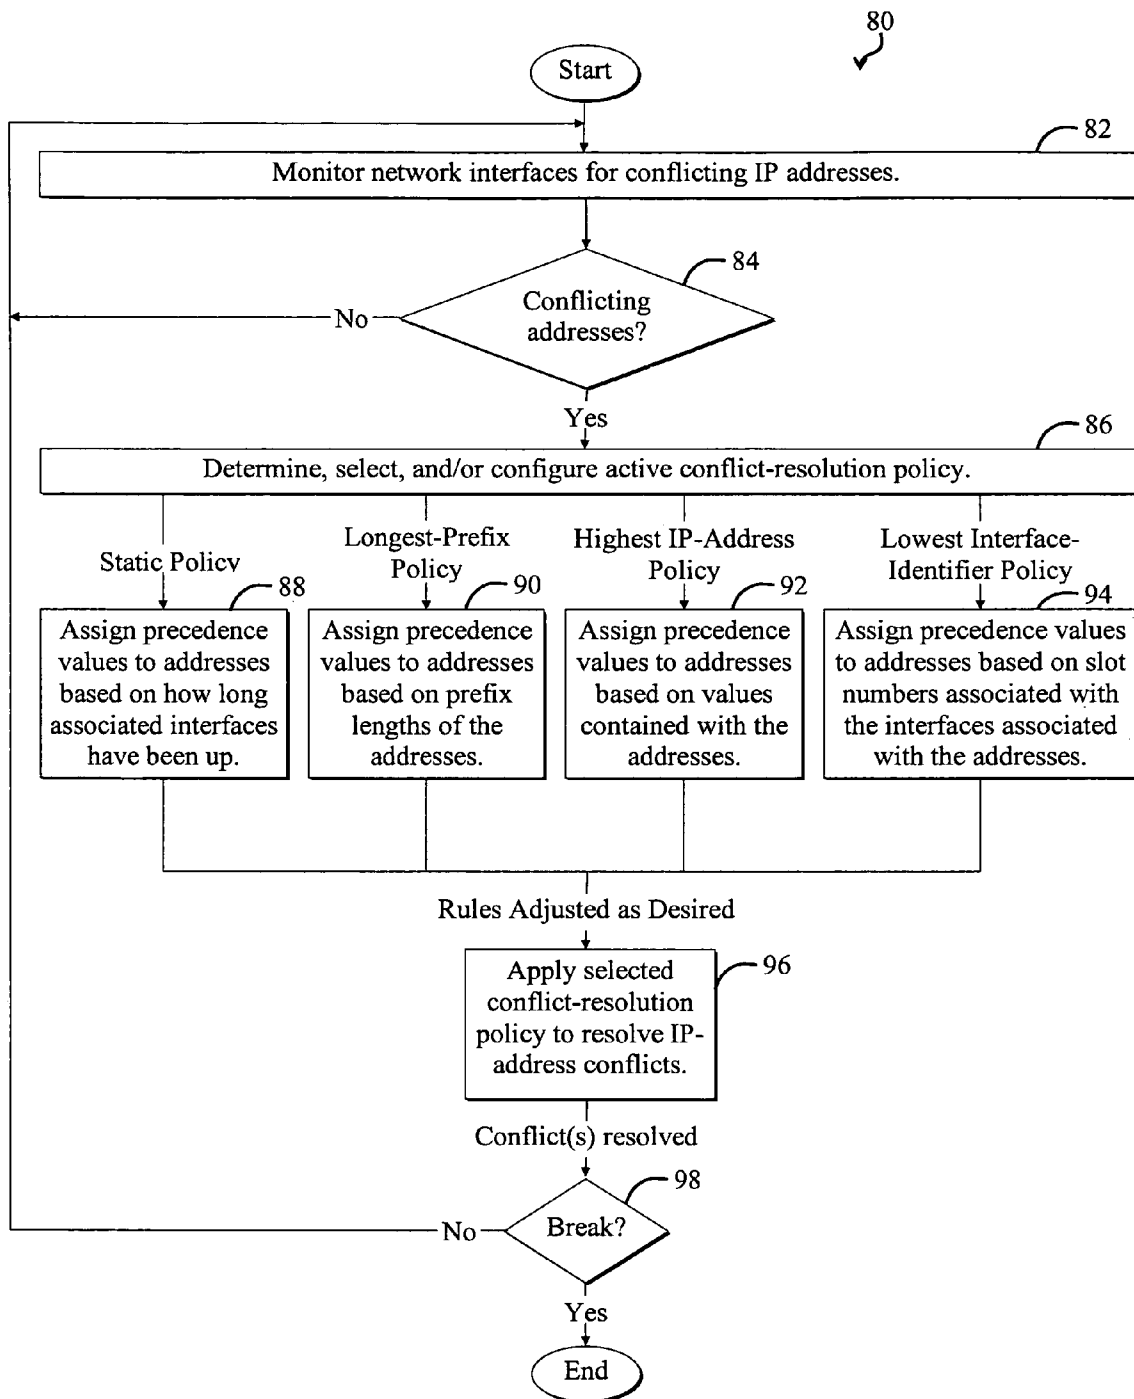 80
Start
82
Monitor network interfaces for conflicting IP addresses.
84
Conflicting
addresses?
No
Yes
86
Determine, select, and/or configure active conflict-resolution policy.
Static Policy
88
Assign precedence
values to addresses
based on how long
associated interfaces
have been up.
Longest-Prefix
Policy
90
Assign precedence
values to addresses
based on prefix
lengths of the
addresses.
Highest IP-Address
Policy
92
Assign precedence
values to addresses
based on values
contained with the
addresses.
Lowest Interface-
Identifier Policy
94
Assign precedence values
to addresses based on slot
numbers associated with
the interfaces associated
with the addresses.
Rules Adjusted as Desired
96
Apply selected
conflict-resolution
policy to resolve IP-
address conflicts.
Conflict(s) resolved
98
Break?
No
Yes
End